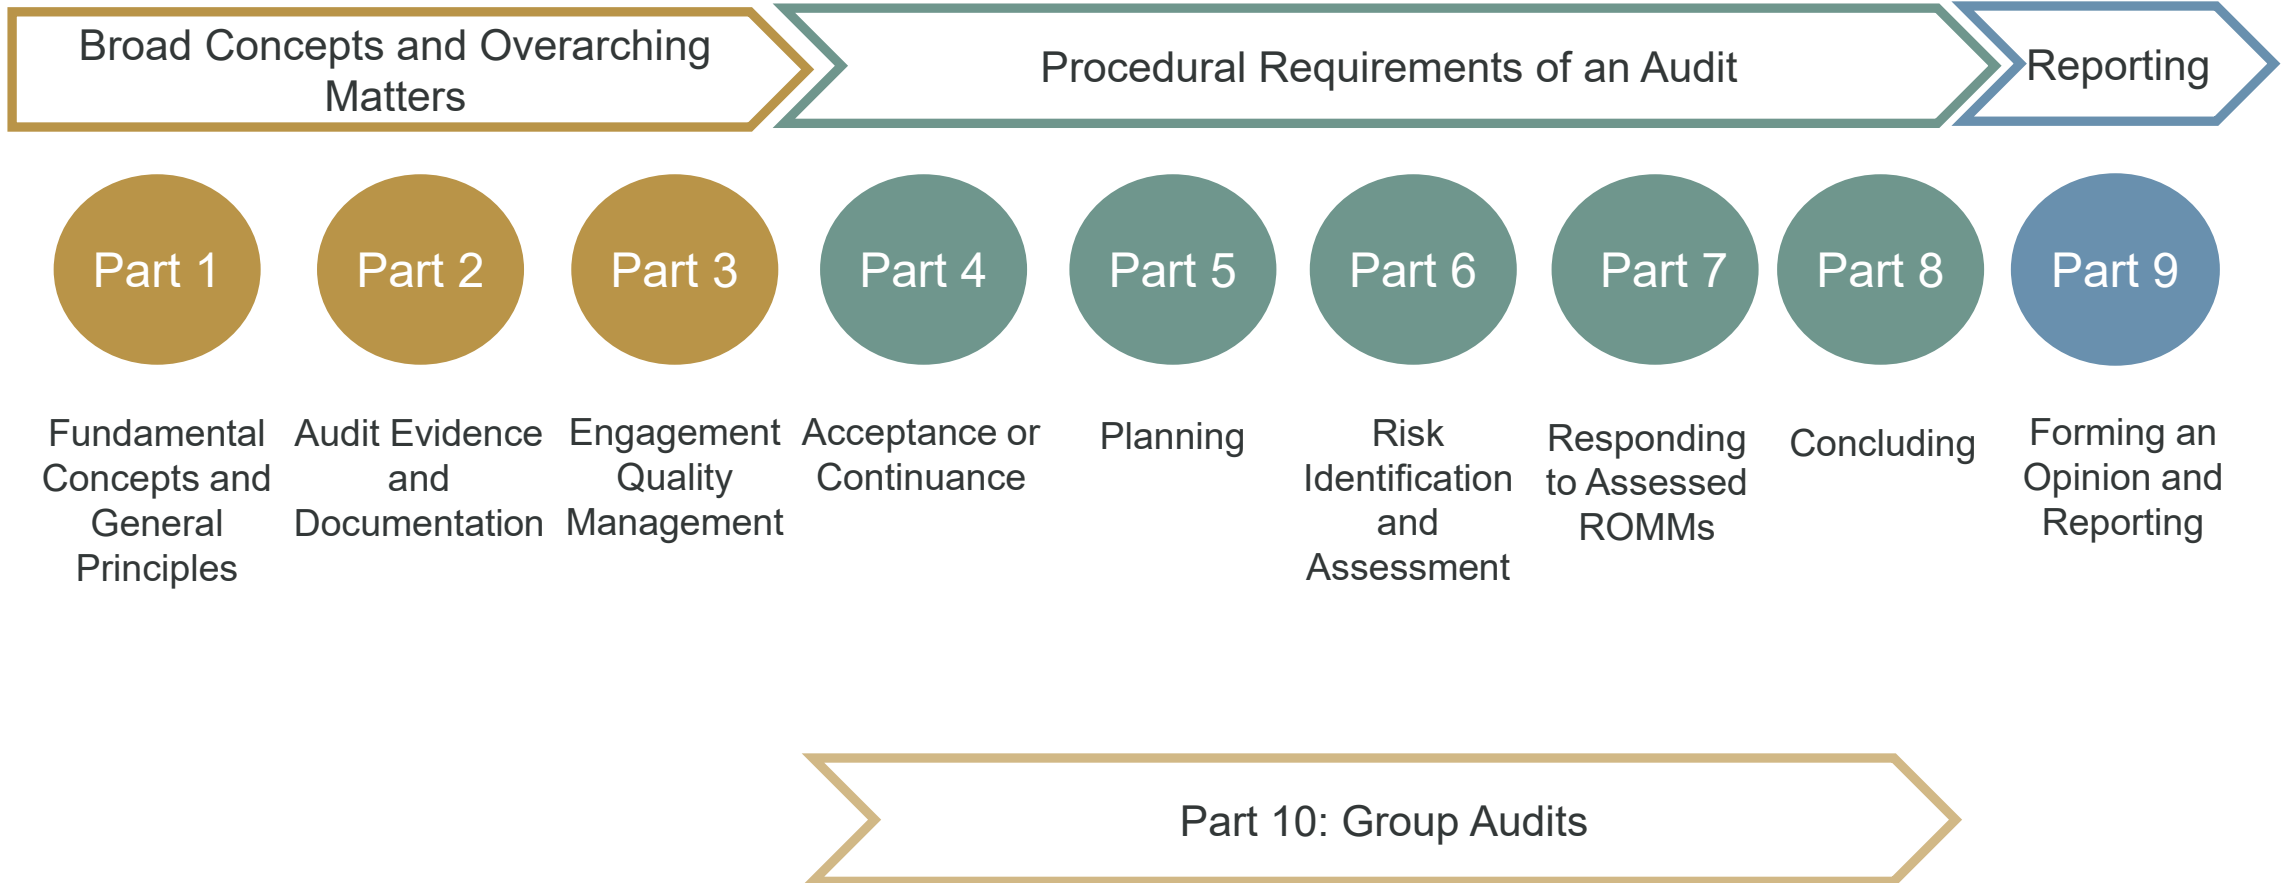 Broad Concepts and Overarching
Matters
Procedural Requirements of an Audit
Reporting
Part 1
Part 2
Part 3
Part 4
Part 5
Part 6
Part 7
Part 8
Part 9
Fundamental
Concepts and
General
Principles
Audit Evidence
and
Documentation
Engagement
Quality
Management
Acceptance or
Continuance
Planning
Risk
Identification
and
Assessment
Responding
to Assessed
ROMMs
Concluding
Forming an
Opinion and
Reporting
Part 10: Group Audits